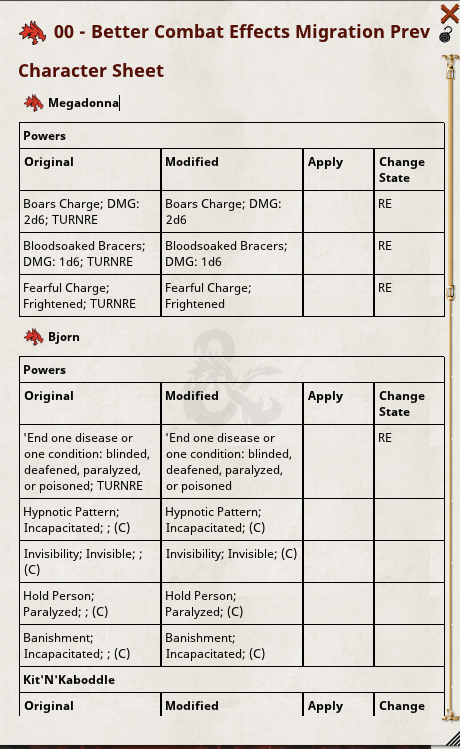 00 - Better Combat Effects Migration Prev
Character Sheet
Megadonna
Powers
Original Modified Apply Change
State
Boars Charge; DMG: Boars Charge; DMG: RE
2d6; TURNRE 2d6
Bloodsoaked Bracers; Bloodsoaked Bracers; RE
DMG: 1d6; TURNRE DMG: 1d6
Fearful Charge; Fearful Charge; RE
Frightened; TURNRE Frightened
Bjorn
Powers
Original Modified Apply Change
State
'End one disease or 'End one disease or RE
one condition: blinded, one condition: blinded,
deafened, paralyzed, deafened, paralyzed,
or poisoned; TURNRE or poisoned
Hypnotic Pattern; Hypnotic Pattern;
Incapacitated; ; (C) Incapacitated; (C)
Invisibility; Invisible; ; Invisibility; Invisible; (C)
(C)
Hold Person; Hold Person;
Paralyzed; ; (C) Paralyzed; (C)
Banishment; Banishment;
Incapacitated; ; (C) Incapacitated; (C)
Kit'N'Kaboddle
Original Modified Apply Change